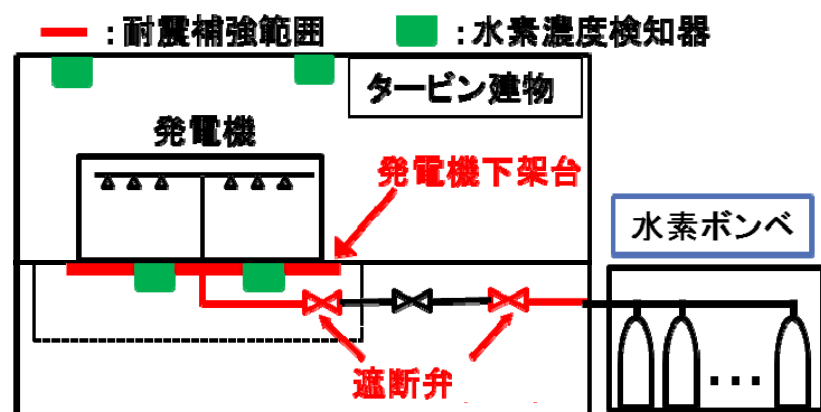 ：耐震補強範囲
：水素濃度検知器
タービン建物
発電機
発電機下架台
水素ボンベ
遮断弁